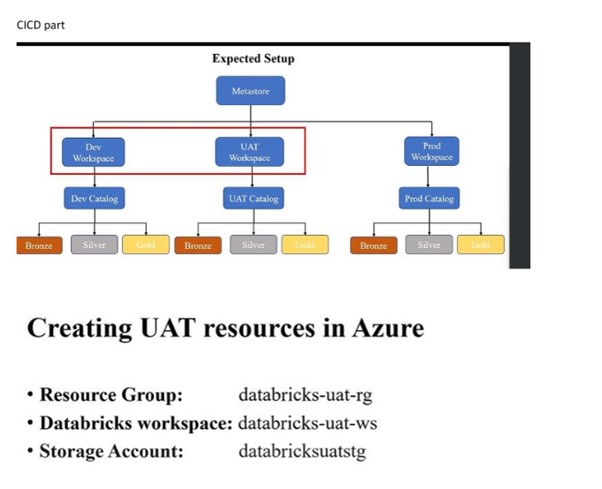 CICD part
Expected Setup
Metastore
Dev
Workspace
UAT
Workspace
Prod
Workspace
Dev Catalog
UAT Catalog
Prod Catalog
Bronze
Silver
Gold
Bronze
Silver
Gold
Bronze
Silver
Gold
Creating UAT resources in Azure
• Resource Group: databricks-uat-rg
• Databricks workspace: databricks-uat-ws
• Storage Account: databricksuatstg